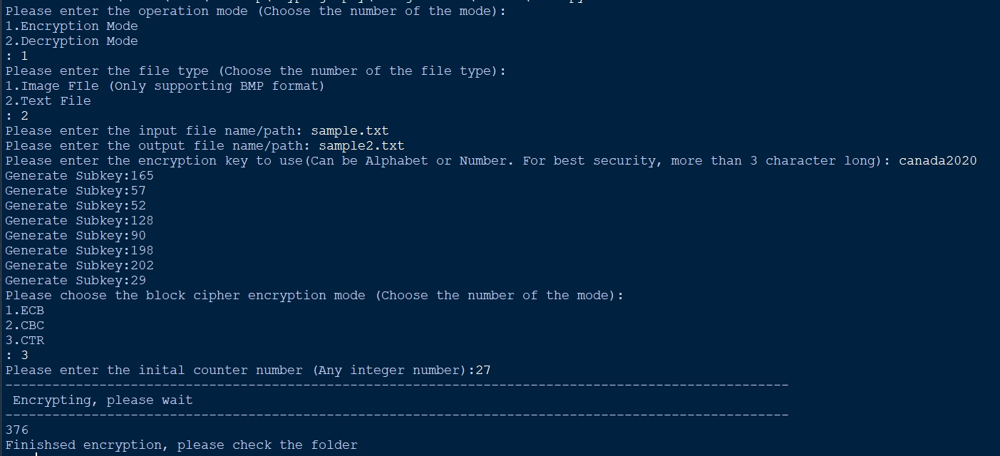 Please enter the operation mode (Choose the number of the mode):
1.Encryption Mode
2.Decryption Mode
: 1
Please enter the file type (Choose the number of the file type):
1.Image FIle (Only supporting BMP format)
2.Text File
: 2
Please enter the input file name/path: sample.txt
Please enter the output file name/path: sample2.txt
Please enter the encryption key to use(Can be Alphabet or Number. For best security, more than 3 character long): canada2020
Generate Subkey:165
Generate Subkey:57
Generate Subkey:52
Generate Subkey:128
Generate Subkey:90
Generate Subkey:198
Generate Subkey:202
Generate Subkey:29
Please choose the block cipher encryption mode (Choose the number of the mode):
1.ECB
2.CBC
3.CTR
: 3
Please enter the inital counter number (Any integer number):27
----------------------------------------------------------------------------------------------------
 Encrypting, please wait
----------------------------------------------------------------------------------------------------
376
Finishsed encryption, please check the folder